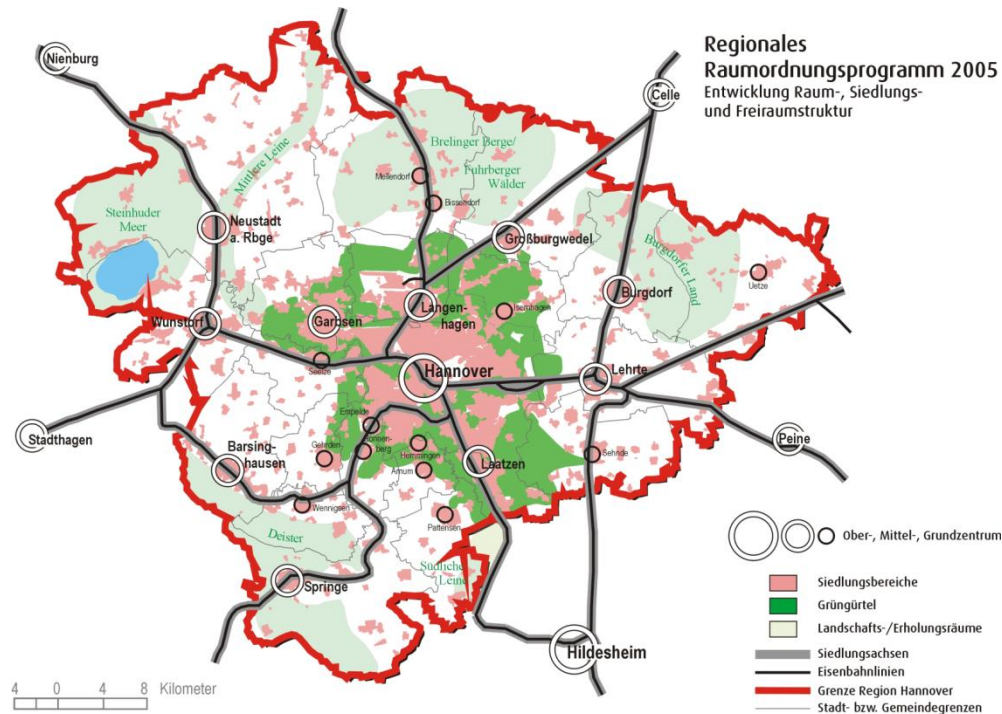 Regionales
Raumordnungsprogramm 2005
Entwicklung Raum-, Siedlungs-
und Freiraumstruktur
Nienburg
Celle
Mittlere Leine
Brelinger Berge/
Fuhrberger
Wälder
Mellendorf
Bissendorf
Steinhuder
Meer
Neustadt
a. Rbge
Großburgwedel
Burgdorfer Land
Uetze
Burgdorf
Langen-
hagen
Isernhagen
Garbsen
Wunstorf
Seelze
Hannover
Lehrte
Stadthagen
Empelde
Ronnen-
berg
Gehrden
Hemmingen
Arnum
Laatzen
Sehnde
Peine
Barsing-
hausen
Wennigsen
Pattensen
Deister
Südliche
Leine
Springe
Hildesheim
Ober-, Mittel-, Grundzentrum
Siedlungsbereiche
Grüngürtel
Landschafts-/Erholungsräume
Siedlungsachsen
Eisenbahnlinien
Grenze Region Hannover
Stadt- bzw. Gemeindegrenzen
4 0 4 8 Kilometer